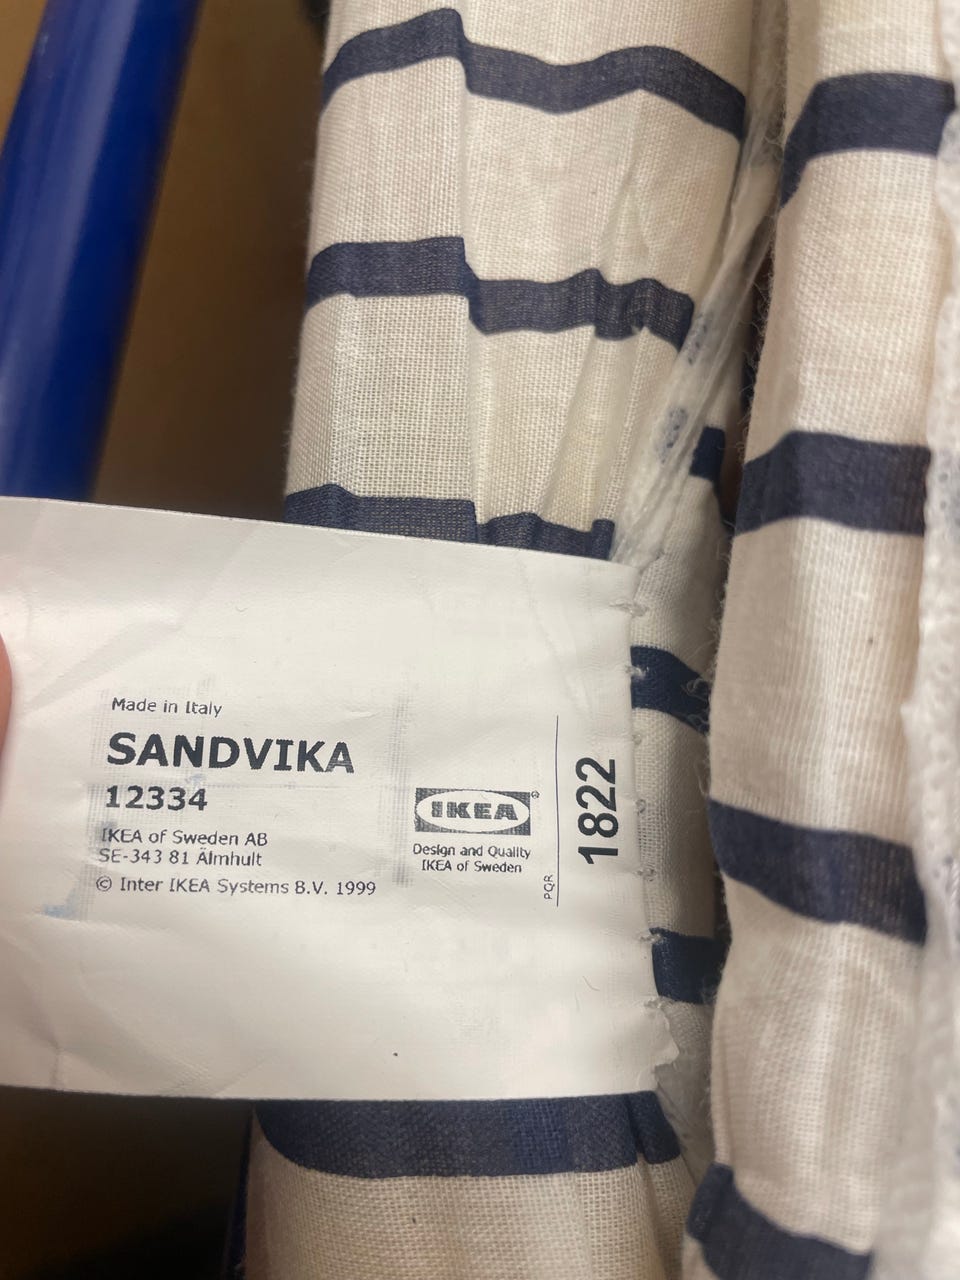 Made in Italy
SANDVIKA
12334
IKEA of Sweden AB
SE-343 81 Älmhult
© Inter IKEA Systems B.V. 1999
IKEA®
Design and Quality
IKEA of Sweden
PQR
1822